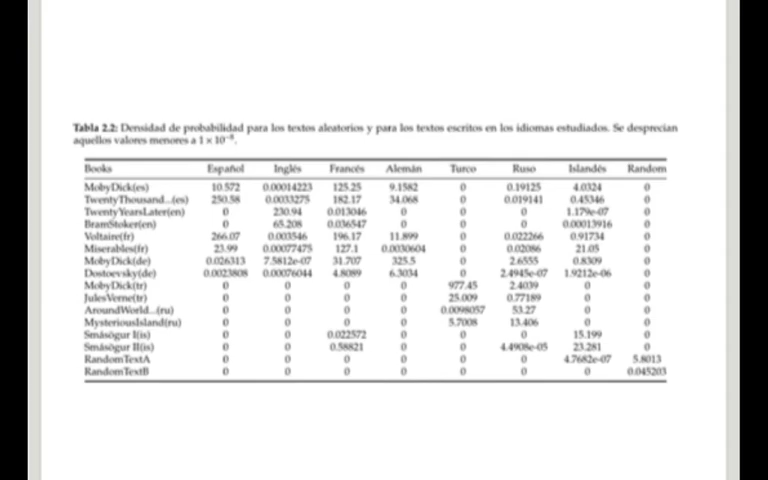 Tabla 2.2: Densidad de probabilidad para los textos aleatorios y para los textos escritos en los idiomas estudiados. Se desprecian
aquellos valores menores a 1 × 10⁻⁸.
Books Español Inglés Francés Alemán Turco Ruso Islandés Random
MobyDick(es) 10.572 0.00014223 125.25 9.1582 0 0.19125 4.0324 0
TwentyThousand...(es) 250.58 0.0033275 182.17 34.068 0 0.019141 0.45346 0
TwentyYearsLater(en) 0 230.94 0.013046 0 0 0 1.179e-07 0
BramStoker(en) 0 65.208 0.036547 0 0 0 0.00013916 0
Voltaire(fr) 266.07 0.003546 196.17 11.899 0 0.022266 0.91734 0
Miserables(fr) 23.99 0.00077475 127.1 0.0030604 0 0.02086 21.05 0
MobyDick(de) 0.026313 7.5812e-07 31.707 325.5 0 2.6555 0.8309 0
Dostoevsky(de) 0.0023808 0.00076044 4.8089 6.3034 0 2.4945e-07 1.9212e-06 0
MobyDick(tr) 0 0 0 0 977.45 2.4039 0 0
JulesVerne(tr) 0 0 0 0 25.009 0.77189 0 0
AroundWorld...(ru) 0 0 0 0 0.0098057 53.27 0 0
MysteriousIsland(ru) 0 0 0 0 5.7008 13.406 0 0
Smásögur I(is) 0 0 0.022572 0 0 0 15.199 0
Smásögur II(is) 0 0 0.58821 0 0 4.4908e-05 23.281 0
RandomTextA 0 0 0 0 0 0 4.7682e-07 5.8013
RandomTextB 0 0 0 0 0 0 0 0.045203